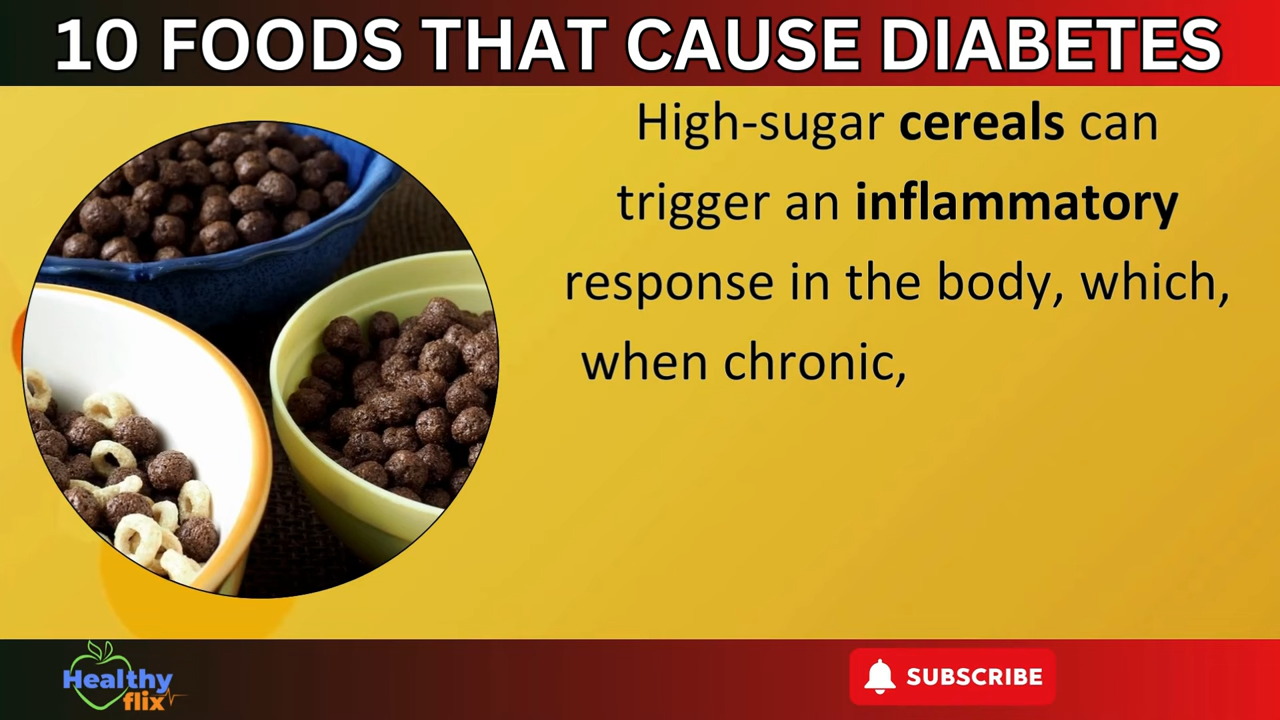 10 FOODS THAT CAUSE DIABETES
High-sugar cereals can
trigger an inflammatory
response in the body, which,
when chronic,
Healthy
flix
SUBSCRIBE